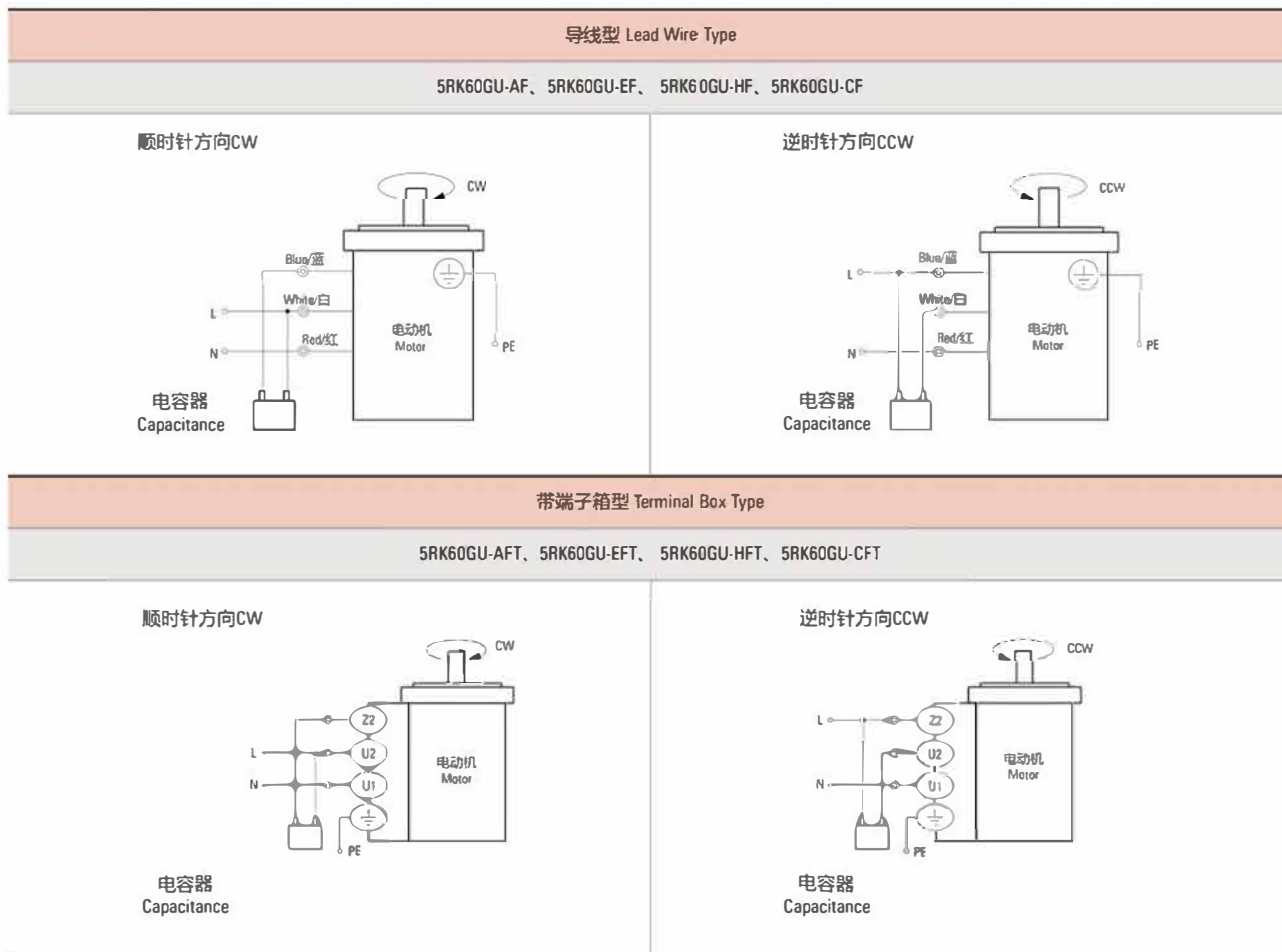 导线型 Lead Wire Type
5RK60GU-AF、5RK60GU-EF、 5RK60GU-HF、5RK60GU-CF
顺时针方向CW
CW
Blue/蓝
White/白
L
Red/红
N
电动机
Motor
PE
电容器
Capacitance
逆时针方向CCW
CCW
Blue/蓝
L
White/白
Red/红
N
电动机
Motor
PE
电容器
Capacitance
带端子箱型 Terminal Box Type
5RK60GU-AFT、5RK60GU-EFT、 5RK60GU-HFT、5RK60GU-CFT
顺时针方向CW
CW
Z2
L
U2
N
U1
电动机
Motor
PE
电容器
Capacitance
逆时针方向CCW
CCW
L
Z2
U2
N
U1
电动机
Motor
PE
电容器
Capacitance